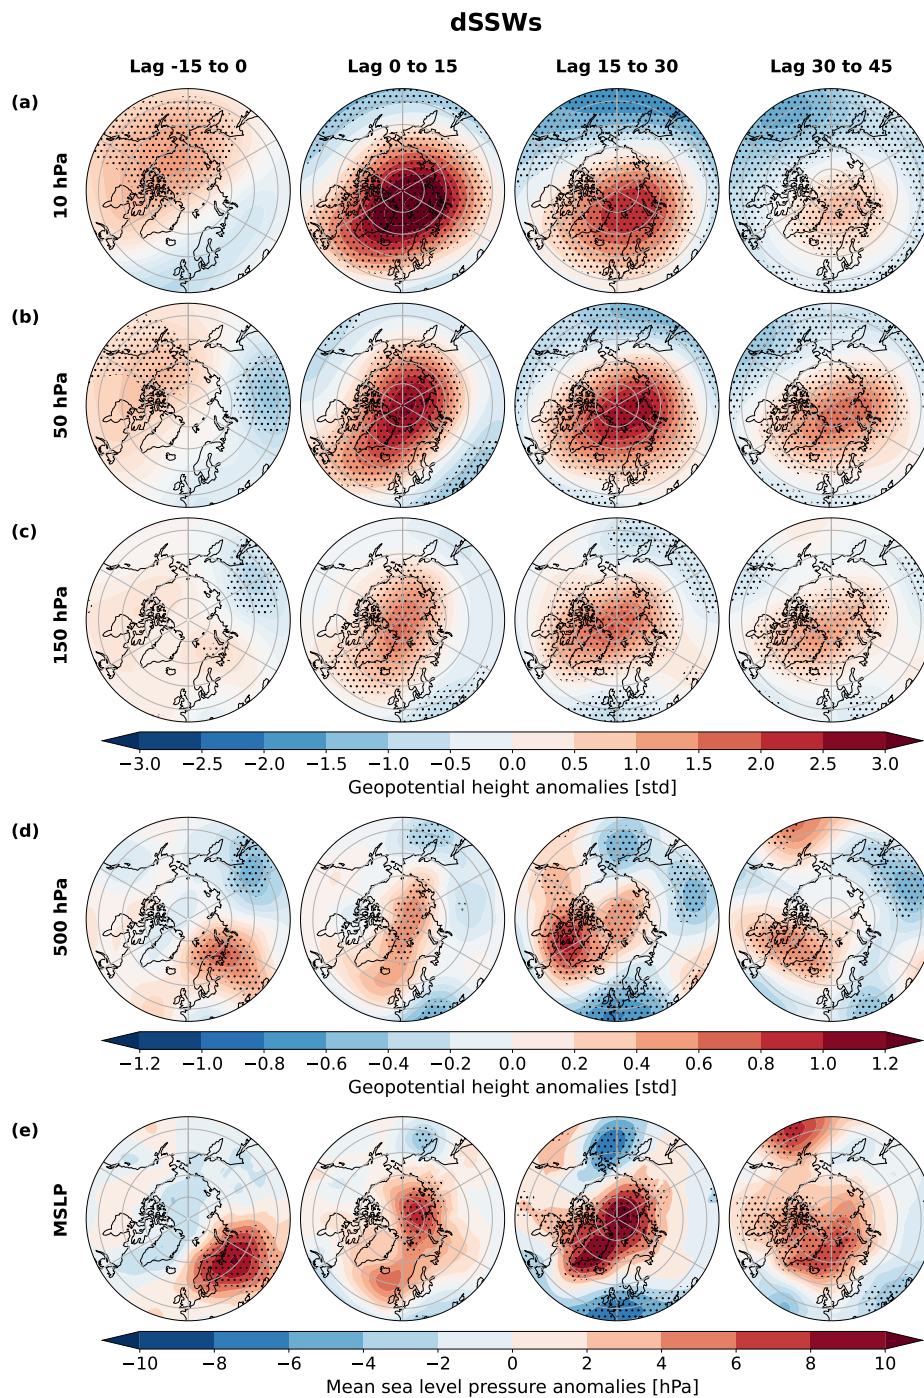 dSSWs
Lag -15 to 0 Lag 0 to 15 Lag 15 to 30 Lag 30 to 45
(a)
10 hPa
(b)
50 hPa
(c)
150 hPa
−3.0 −2.5 −2.0 −1.5 −1.0 −0.5 0.0 0.5 1.0 1.5 2.0 2.5 3.0
Geopotential height anomalies [std]
(d)
500 hPa
−1.2 −1.0 −0.8 −0.6 −0.4 −0.2 0.0 0.2 0.4 0.6 0.8 1.0 1.2
Geopotential height anomalies [std]
(e)
MSLP
−10 −8 −6 −4 −2 0 2 4 6 8 10
Mean sea level pressure anomalies [hPa]